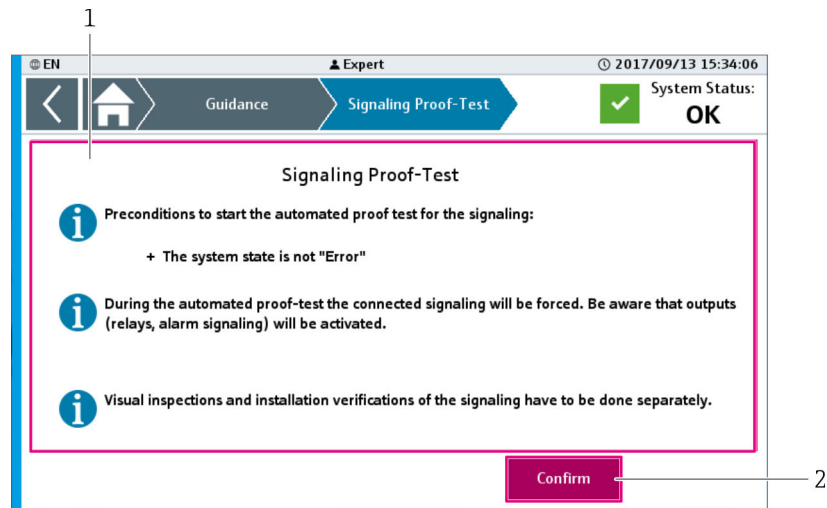 1
EN
Expert
2017/09/13 15:34:06
Guidance
Signaling Proof-Test
System Status:
OK
Signaling Proof-Test
Preconditions to start the automated proof test for the signaling:
+ The system state is not "Error"
During the automated proof-test the connected signaling will be forced. Be aware that outputs
(relays, alarm signaling) will be activated.
Visual inspections and installation verifications of the signaling have to be done separately.
Confirm
2